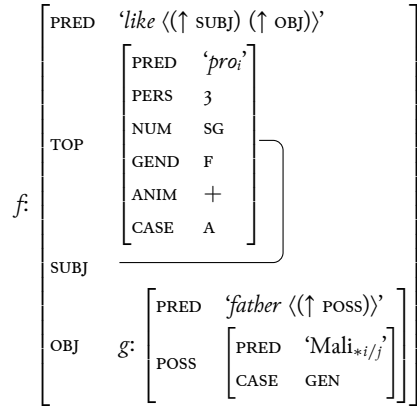 PRED ‘like ⟨(↑ SUBJ) (↑ OBJ)⟩’
PRED ‘proᵢ’
PERS 3
NUM SG
TOP
GEND F
ANIM +
CASE A
f:
SUBJ
PRED ‘father ⟨(↑ POSS)⟩’
OBJ g:
PRED ‘Mali∗i/j’
POSS
CASE GEN